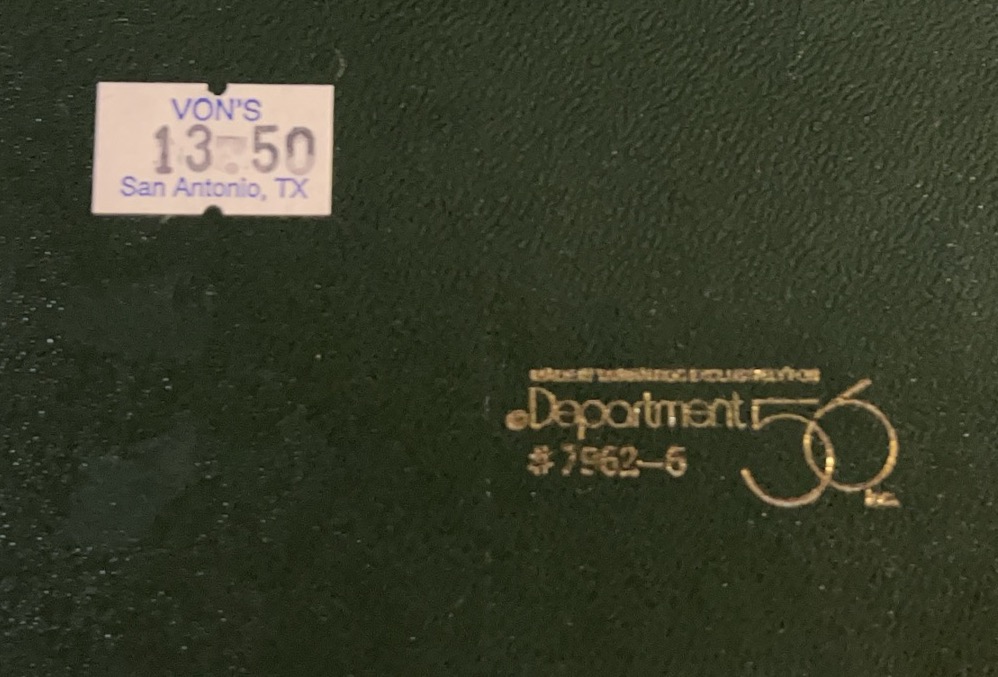 VON'S
13.50
San Antonio, TX
©Department 56
#7962-6